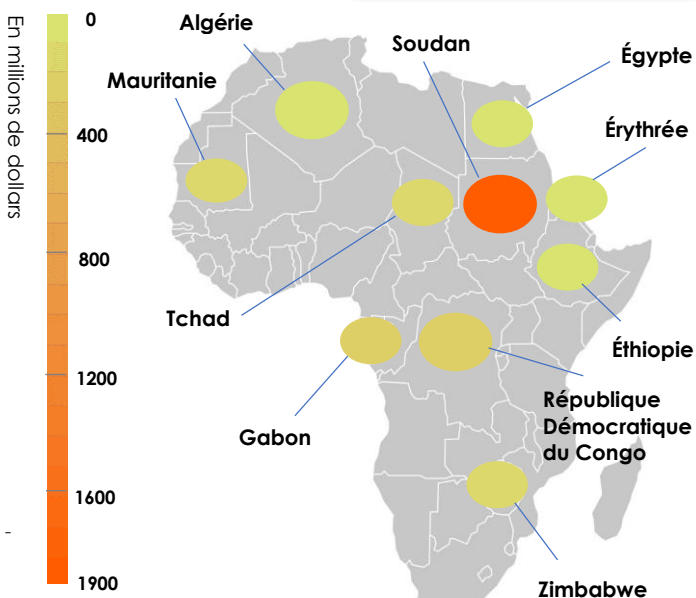 En millions de dollars
0
400
800
1200
1600
1900
-
Algérie
Soudan
Égypte
Mauritanie
Érythrée
Tchad
Éthiopie
Gabon
République
Démocratique
du Congo
Zimbabwe